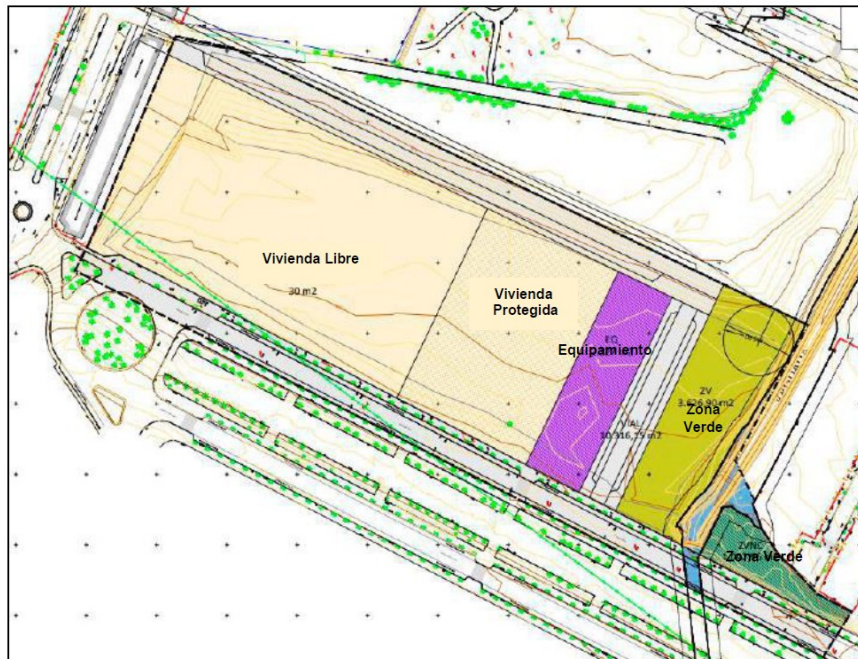 Vivienda Libre
30 m2
Vivienda
Protegida
EQ
Equipamiento
ZV
3.626,90 m2
Zona
Verde
VIAL
10.316,15 m2
ZVNC
Zona Verde